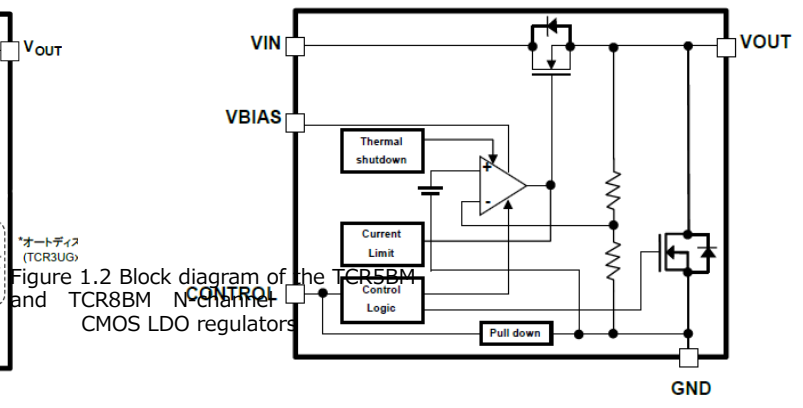 VOUT
*オートディス
(TCR3UG)
VIN
VOUT
VBIAS
Thermal
shutdown
+
-
Current
Limit
CONTROL
Control
Logic
Pull down
GND
Figure 1.2 Block diagram of the TCR5BM
and TCR8BM N-channel
CMOS LDO regulators